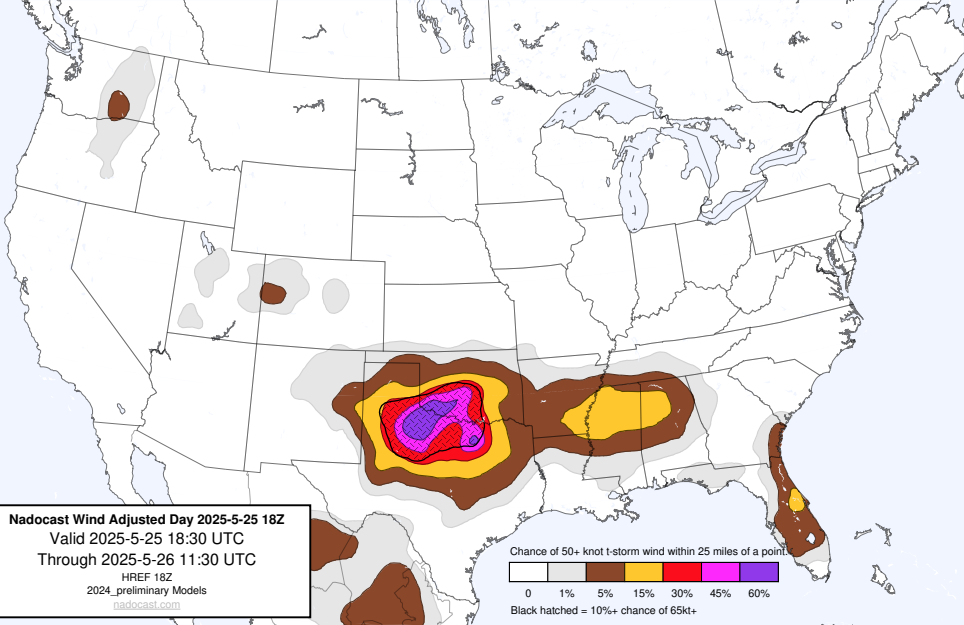 Nadocast Wind Adjusted Day 2025-5-25 18Z
Valid 2025-5-25 18:30 UTC
Through 2025-5-26 11:30 UTC
HREF 18Z
2024_preliminary Models
nadocast.com
Chance of 50+ knot t-storm wind within 25 miles of a point.
0 1% 5% 15% 30% 45% 60%
Black hatched = 10%+ chance of 65kt+